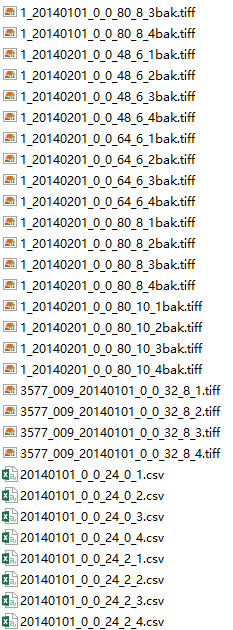 1_20140101_0_0_80_8_3bak.tiff
1_20140101_0_0_80_8_4bak.tiff
1_20140201_0_0_48_6_1bak.tiff
1_20140201_0_0_48_6_2bak.tiff
1_20140201_0_0_48_6_3bak.tiff
1_20140201_0_0_48_6_4bak.tiff
1_20140201_0_0_64_6_1bak.tiff
1_20140201_0_0_64_6_2bak.tiff
1_20140201_0_0_64_6_3bak.tiff
1_20140201_0_0_64_6_4bak.tiff
1_20140201_0_0_80_8_1bak.tiff
1_20140201_0_0_80_8_2bak.tiff
1_20140201_0_0_80_8_3bak.tiff
1_20140201_0_0_80_8_4bak.tiff
1_20140201_0_0_80_10_1bak.tiff
1_20140201_0_0_80_10_2bak.tiff
1_20140201_0_0_80_10_3bak.tiff
1_20140201_0_0_80_10_4bak.tiff
3577_009_20140101_0_0_32_8_1.tiff
3577_009_20140101_0_0_32_8_2.tiff
3577_009_20140101_0_0_32_8_3.tiff
3577_009_20140101_0_0_32_8_4.tiff
20140101_0_0_24_0_1.csv
20140101_0_0_24_0_2.csv
20140101_0_0_24_0_3.csv
20140101_0_0_24_0_4.csv
20140101_0_0_24_2_1.csv
20140101_0_0_24_2_2.csv
20140101_0_0_24_2_3.csv
20140101_0_0_24_2_4.csv